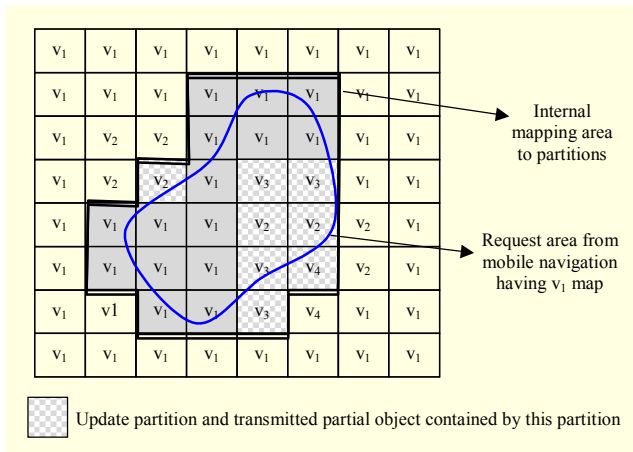 v₁ v₁ v₁ v₁ v₁ v₁ v₁ v₁
v₁ v₁ v₁ v₁ v₁ v₁ v₁ v₁
v₁ v₂ v₂ v₁ v₁ v₁ v₁ v₁
v₁ v₂ v₂ v₁ v₃ v₃ v₁ v₁
v₁ v₁ v₁ v₁ v₂ v₂ v₂ v₁
v₁ v₁ v₁ v₁ v₃ v₄ v₂ v₁
v₁ v1 v₁ v₁ v₃ v₄ v₁ v₁
v₁ v₁ v₁ v₁ v₁ v₁ v₁ v₁
Internal
mapping area
to partitions
Request area from
mobile navigation
having v₁ map
Update partition and transmitted partial object contained by this partition